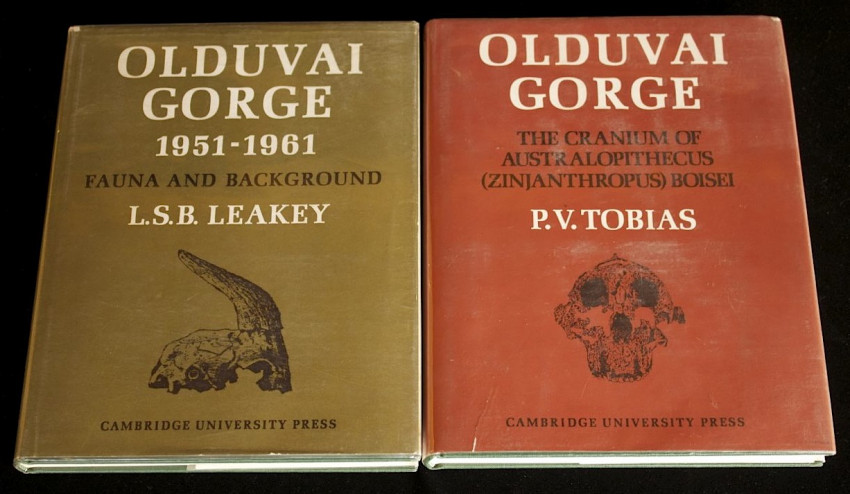 OLDUVAI
GORGE
1951-1961
FAUNA AND BACKGROUND
L.S.B. LEAKEY
CAMBRIDGE UNIVERSITY PRESS
OLDUVAI
GORGE
THE CRANIUM OF
AUSTRALOPITHECUS
(ZINJANTHROPUS) BOISEI
P.V. TOBIAS
CAMBRIDGE UNIVERSITY PRESS